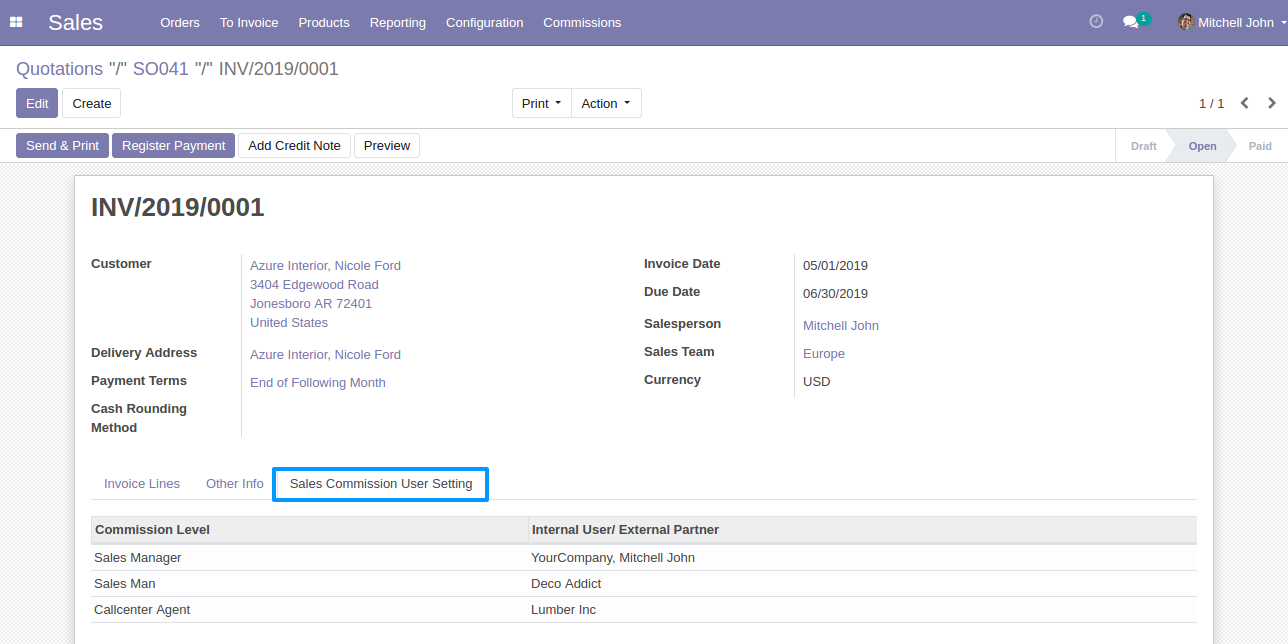 Sales Orders To Invoice Products Reporting Configuration Commissions 1 Mitchell John
Quotations "/" SO041 "/" INV/2019/0001
Edit Create Print Action 1 / 1
Send & Print Register Payment Add Credit Note Preview Draft Open Paid
INV/2019/0001
Customer Azure Interior, Nicole Ford
3404 Edgewood Road
Jonesboro AR 72401
United States
Delivery Address Azure Interior, Nicole Ford
Payment Terms End of Following Month
Cash Rounding
Method
Invoice Date 05/01/2019
Due Date 06/30/2019
Salesperson Mitchell John
Sales Team Europe
Currency USD
Invoice Lines Other Info Sales Commission User Setting
Commission Level Internal User/ External Partner
Sales Manager YourCompany, Mitchell John
Sales Man Deco Addict
Callcenter Agent Lumber Inc